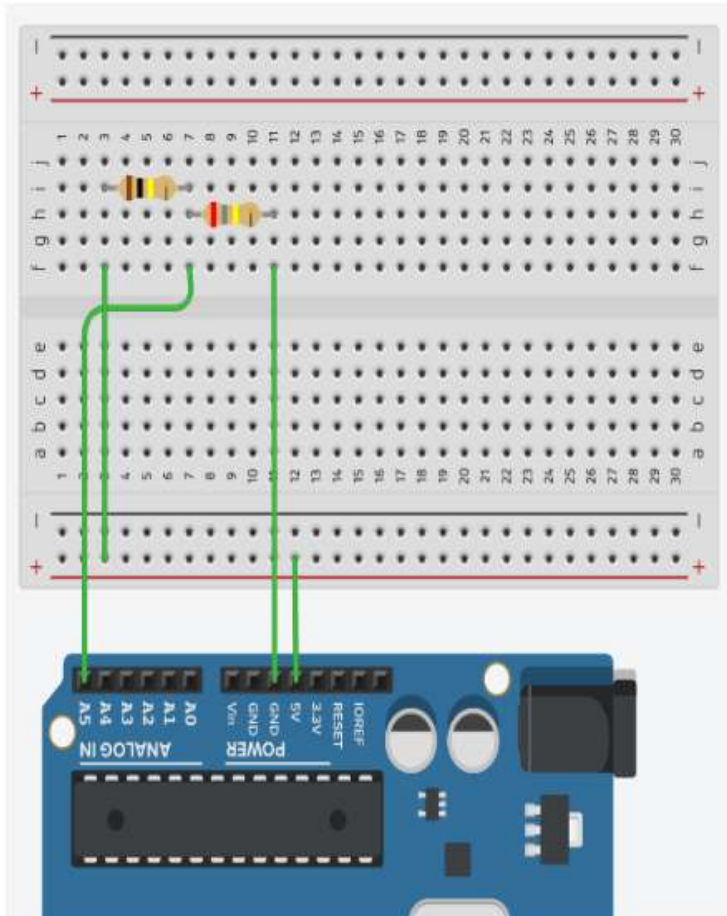 − −
+ +
1 2 3 4 5 6 7 8 9 10 11 12 13 14 15 16 17 18 19 20 21 22 23 24 25 26 27 28 29 30
j j
i i
h h
g g
f f
e e
d d
c c
b b
a a
1 2 3 4 5 6 7 8 9 10 11 12 13 14 15 16 17 18 19 20 21 22 23 24 25 26 27 28 29 30
− −
+ +
A5 A4 A3 A2 A1 A0 Vin GND GND 5V 3.3V RESET IOREF
ANALOG IN POWER